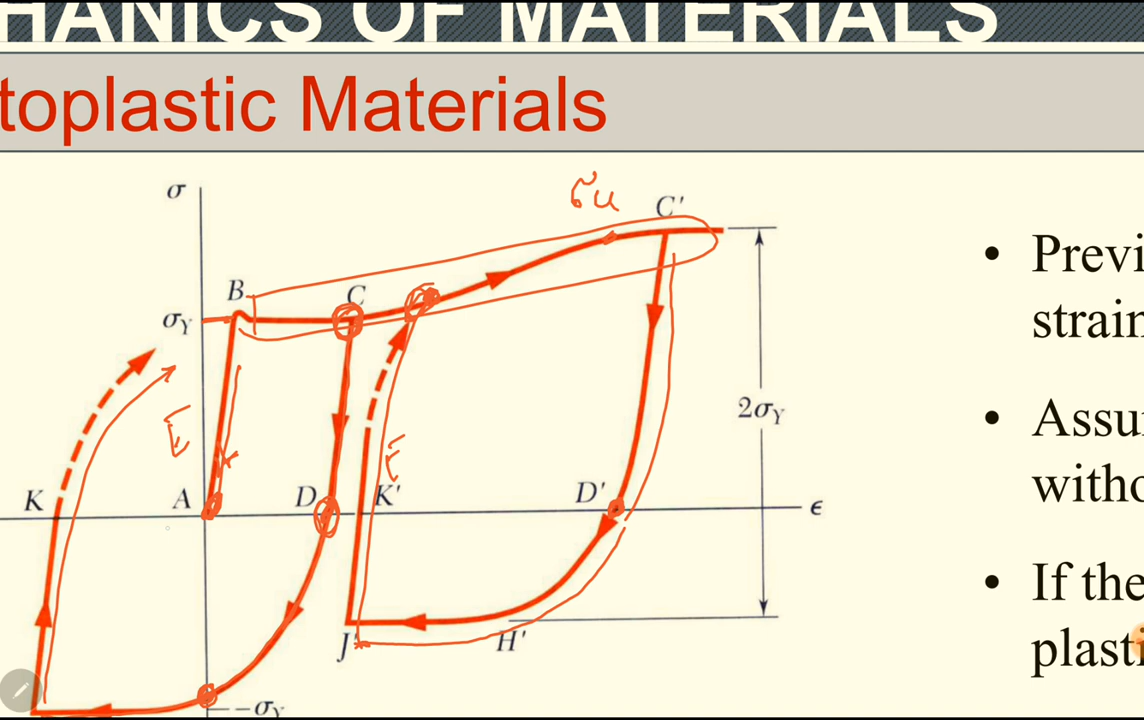 HANICS OF MATERIALS
toplastic Materials
σ
σu
C'
B
C
σY
2σY
E
E
K
A
D
K'
D'
ϵ
J'
H'
-σY
• Previ
strain
• Assu
witho
• If the
plasti